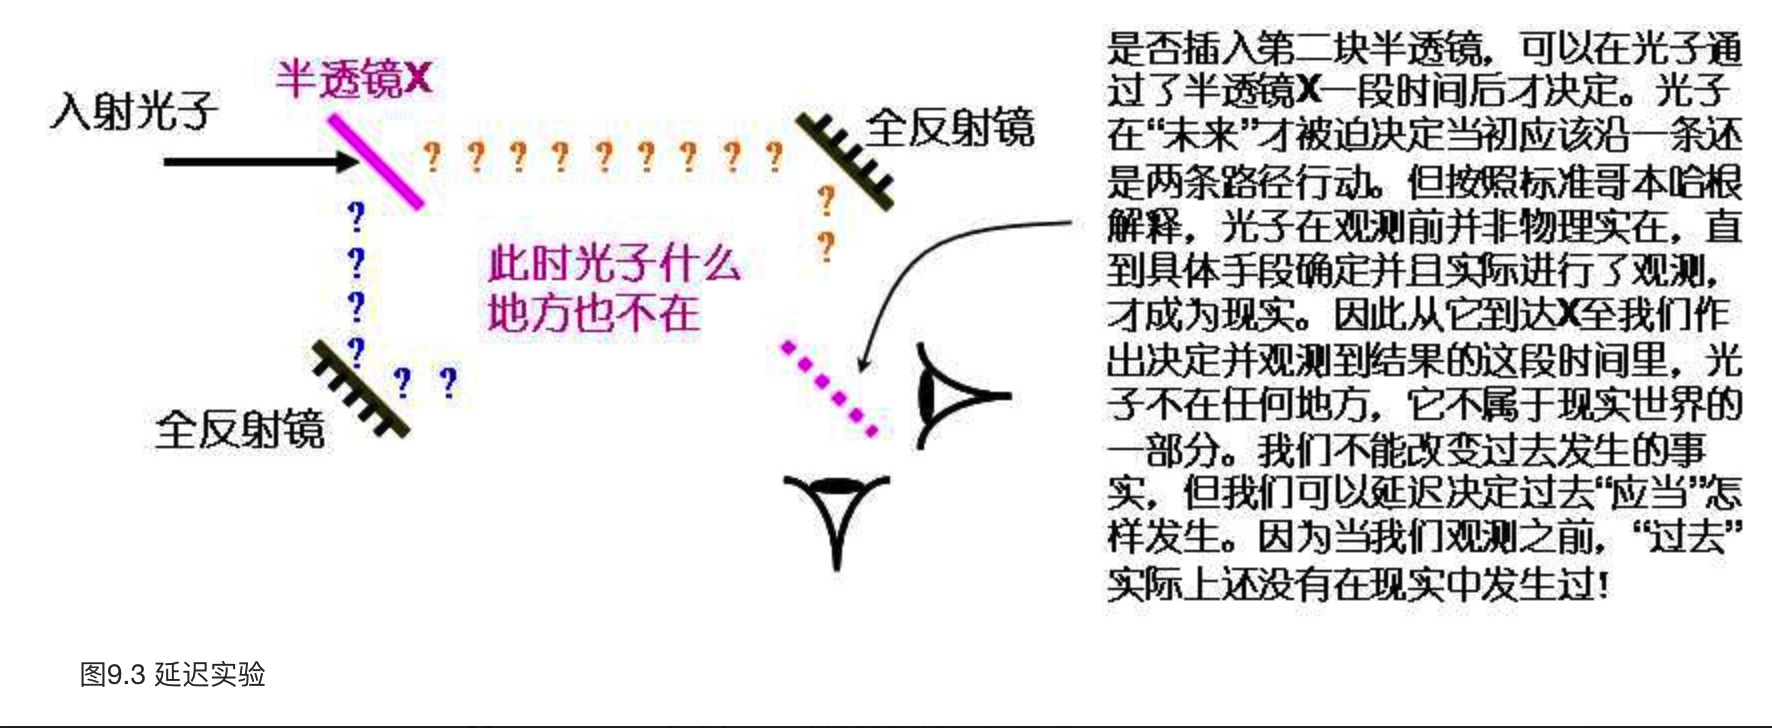 半透镜X
入射光子
全反射镜
? ? ? ? ? ? ? ? ?
?
?
?
?
?
?
? ?
此时光子什么
地方也不在
全反射镜
是否插入第二块半透镜，可以在光子通
过了半透镜X一段时间后才决定。光子
在“未来”才被迫决定当初应该沿一条还
是两条路径行动。但按照标准哥本哈根
解释，光子在观测前并非物理实在，直
到具体手段确定并且实际进行了观测，
才成为现实。因此从它到达X至我们作
出决定并观测到结果的这段时间里，光
子不在任何地方，它不属于现实世界的
一部分。我们不能改变过去发生的事
实，但我们可以延迟决定过去“应当”怎
样发生。因为当我们观测之前，“过去”
实际上还没有在现实中发生过！
图9.3 延迟实验